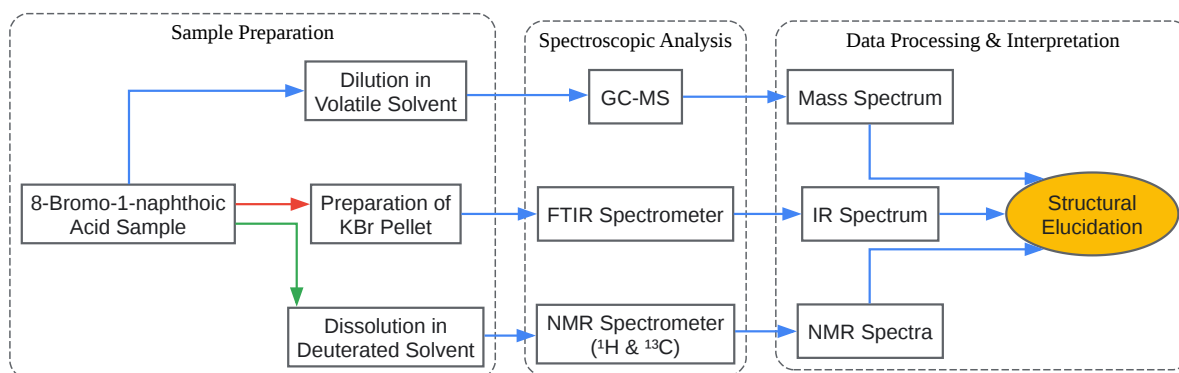 Sample Preparation
Spectroscopic Analysis
Data Processing & Interpretation
Dilution in
Volatile Solvent
GC-MS
Mass Spectrum
8-Bromo-1-naphthoic
Acid Sample
Preparation of
KBr Pellet
FTIR Spectrometer
IR Spectrum
Structural
Elucidation
Dissolution in
Deuterated Solvent
NMR Spectrometer
(¹H & ¹³C)
NMR Spectra